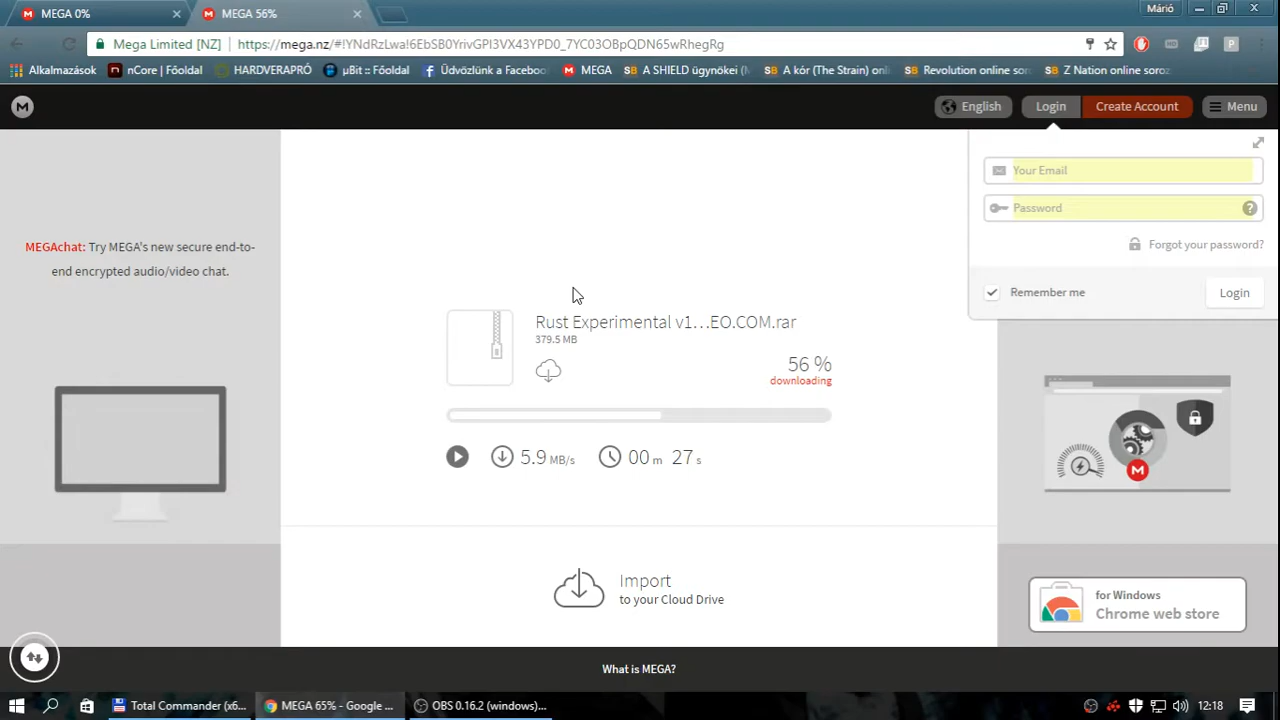 MEGA 0%
MEGA 56%
Márió
Mega Limited [NZ]
https://mega.nz/#!YNdRzLwa!6EbSB0YrivGPI3VX43YPD0_7YC03OBpQDN65wRhegRg
Alkalmazások
nCore | Főoldal
HARDVERAPRÓ
µBit :: Főoldal
Üdvözlünk a Faceboo
MEGA
SB A SHIELD ügynökei (M
SB A kór (The Strain) onl
SB Revolution online sor
SB Z Nation online soroz
M
English
Login
Create Account
Menu
Your Email
Password
Forgot your password?
Remember me
Login
MEGAchat: Try MEGA's new secure end-to-
end encrypted audio/video chat.
Rust Experimental v1...EO.COM.rar
379.5 MB
56 %
downloading
5.9 MB/s
00 m 27 s
Import
to your Cloud Drive
for Windows
Chrome web store
What is MEGA?
Total Commander (x6...
MEGA 65% - Google ...
OBS 0.16.2 (windows)...
12:18